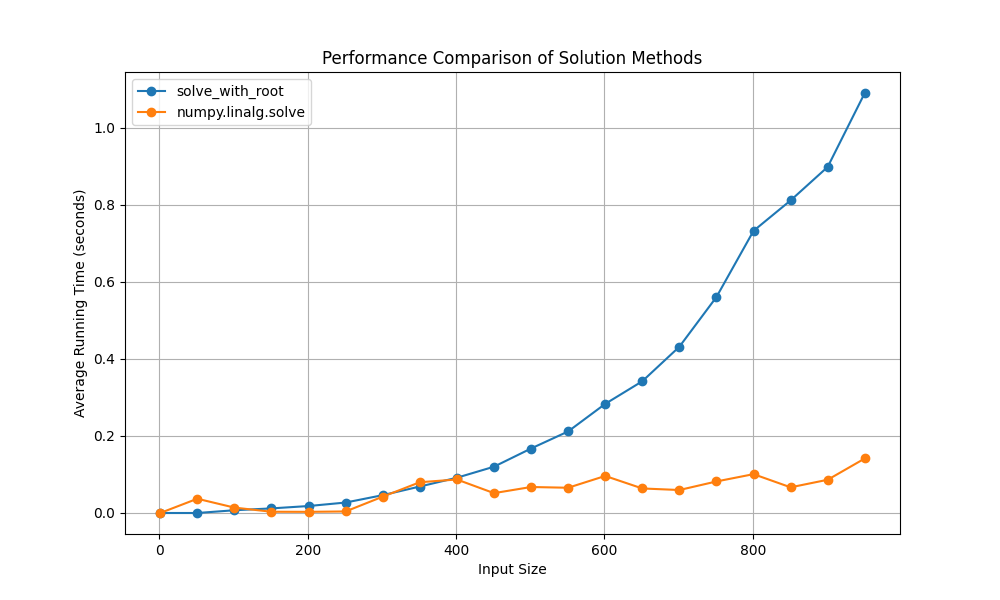 Performance Comparison of Solution Methods
solve_with_root
numpy.linalg.solve
Average Running Time (seconds)
1.0
0.8
0.6
0.4
0.2
0.0
0 200 400 600 800
Input Size